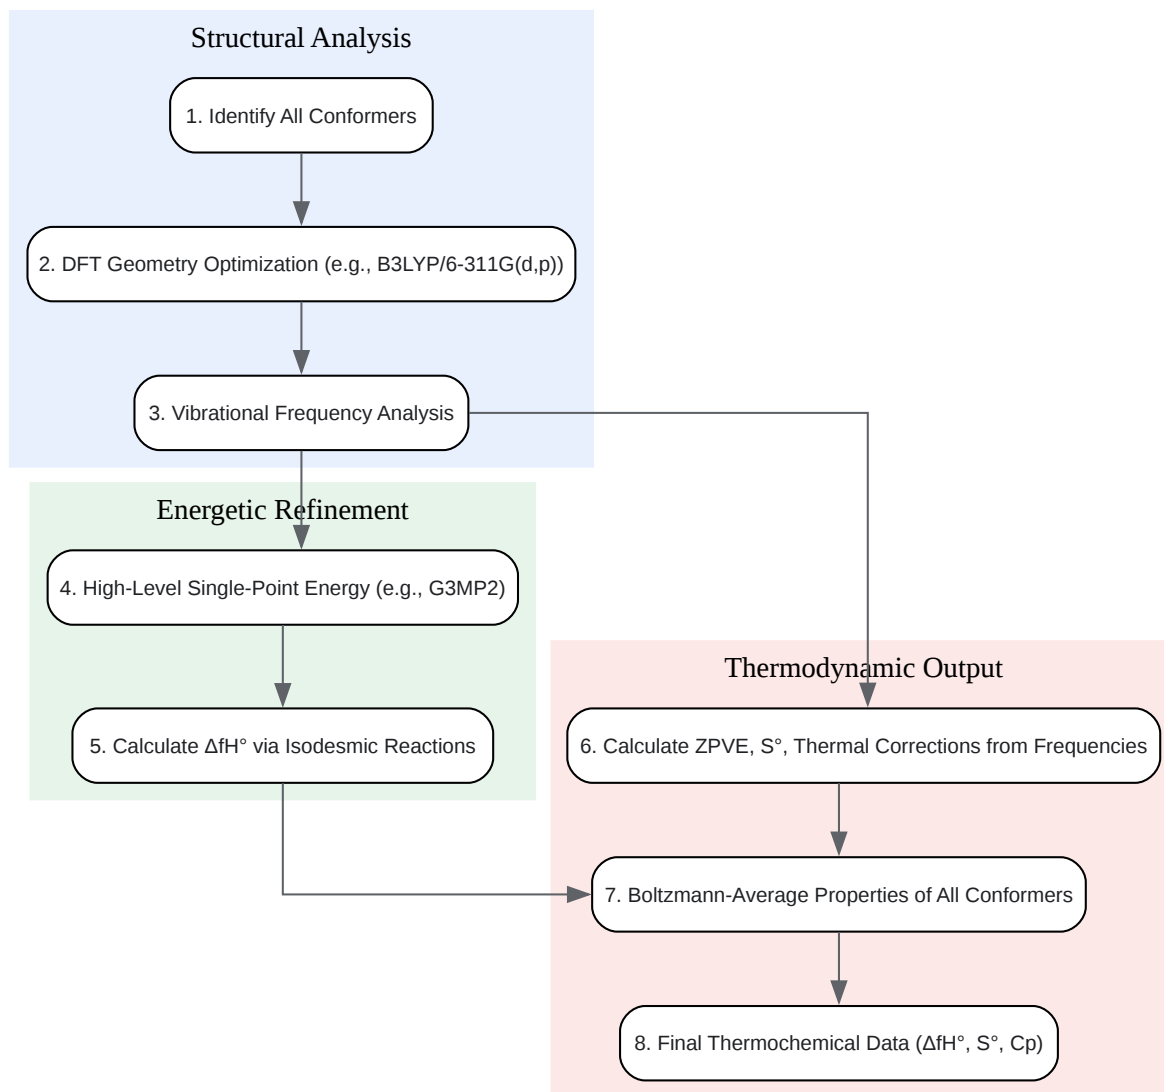 Structural Analysis
1. Identify All Conformers
2. DFT Geometry Optimization (e.g., B3LYP/6-311G(d,p))
3. Vibrational Frequency Analysis
Energetic Refinement
4. High-Level Single-Point Energy (e.g., G3MP2)
5. Calculate ΔfH° via Isodesmic Reactions
Thermodynamic Output
6. Calculate ZPVE, S°, Thermal Corrections from Frequencies
7. Boltzmann-Average Properties of All Conformers
8. Final Thermochemical Data (ΔfH°, S°, Cp)